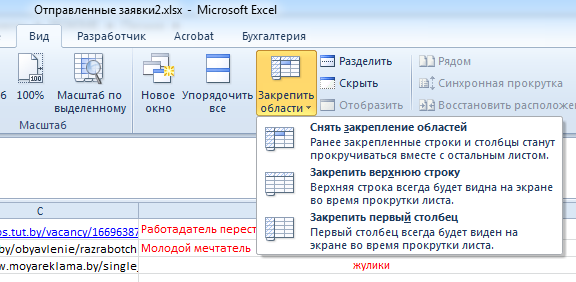 Отправленные заявки2.xlsx - Microsoft Excel
Вид Разработчик Acrobat Бухгалтерия
100% Масштаб по выделенному
Масштаб
Новое окно
Упорядочить все
Закрепить области
Разделить
Скрыть
Отобразить
Рядом
Синхронная прокрутка
Восстановить
Снять закрепление областей
Ранее закрепленные строки и столбцы станут
прокручиваться вместе с остальным листом.
Закрепить верхнюю строку
Верхняя строка всегда будет видна на экране
во время прокрутки листа.
Закрепить первый столбец
Первый столбец всегда будет виден на
экране во время прокрутки листа.
C
bs.tut.by/vacancy/16696387 Работадатель перест
by/obyavlenie/razrabotch Молодой мечтатель
w.moyareklama.by/single_ жулики